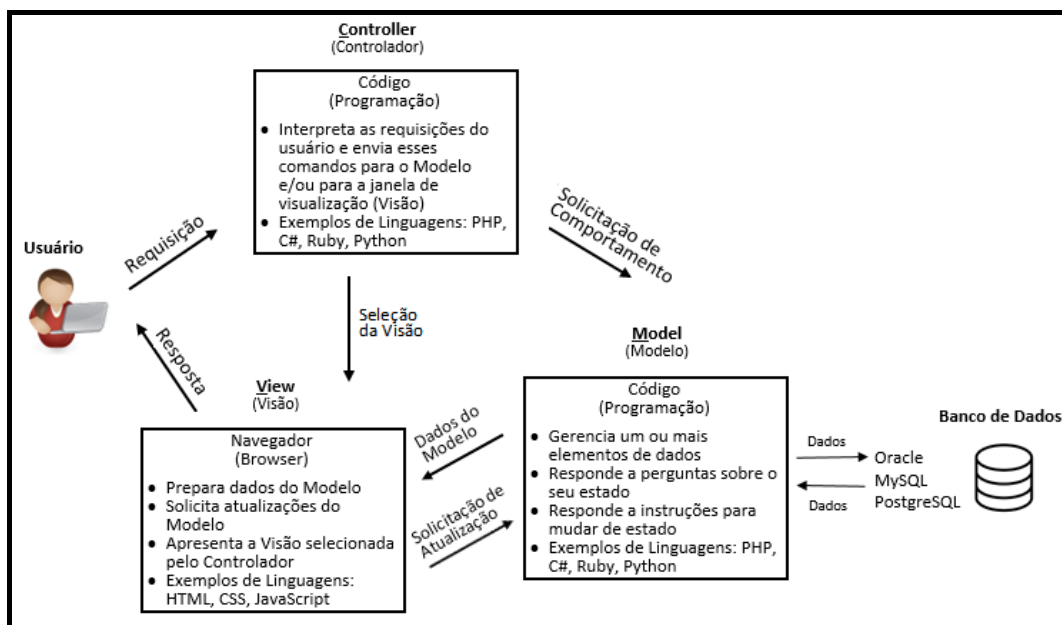 Controller
(Controlador)
Código
(Programação)
• Interpreta as requisições do
usuário e envia esses
comandos para o Modelo
e/ou para a janela de
visualização (Visão)
• Exemplos de Linguagens: PHP,
C#, Ruby, Python
Usuário
Requisição
Solicitação de
Comportamento
Seleção
da Visão
Resposta
View
(Visão)
Navegador
(Browser)
• Prepara dados do Modelo
• Solicita atualizações do
Modelo
• Apresenta a Visão selecionada
pelo Controlador
• Exemplos de Linguagens:
HTML, CSS, JavaScript
Dados do
Modelo
Solicitação de
Atualização
Model
(Modelo)
Código
(Programação)
• Gerencia um ou mais
elementos de dados
• Responde a perguntas sobre o
seu estado
• Responde a instruções para
mudar de estado
• Exemplos de Linguagens: PHP,
C#, Ruby, Python
Banco de Dados
Dados
Dados
Oracle
MySQL
PostgreSQL